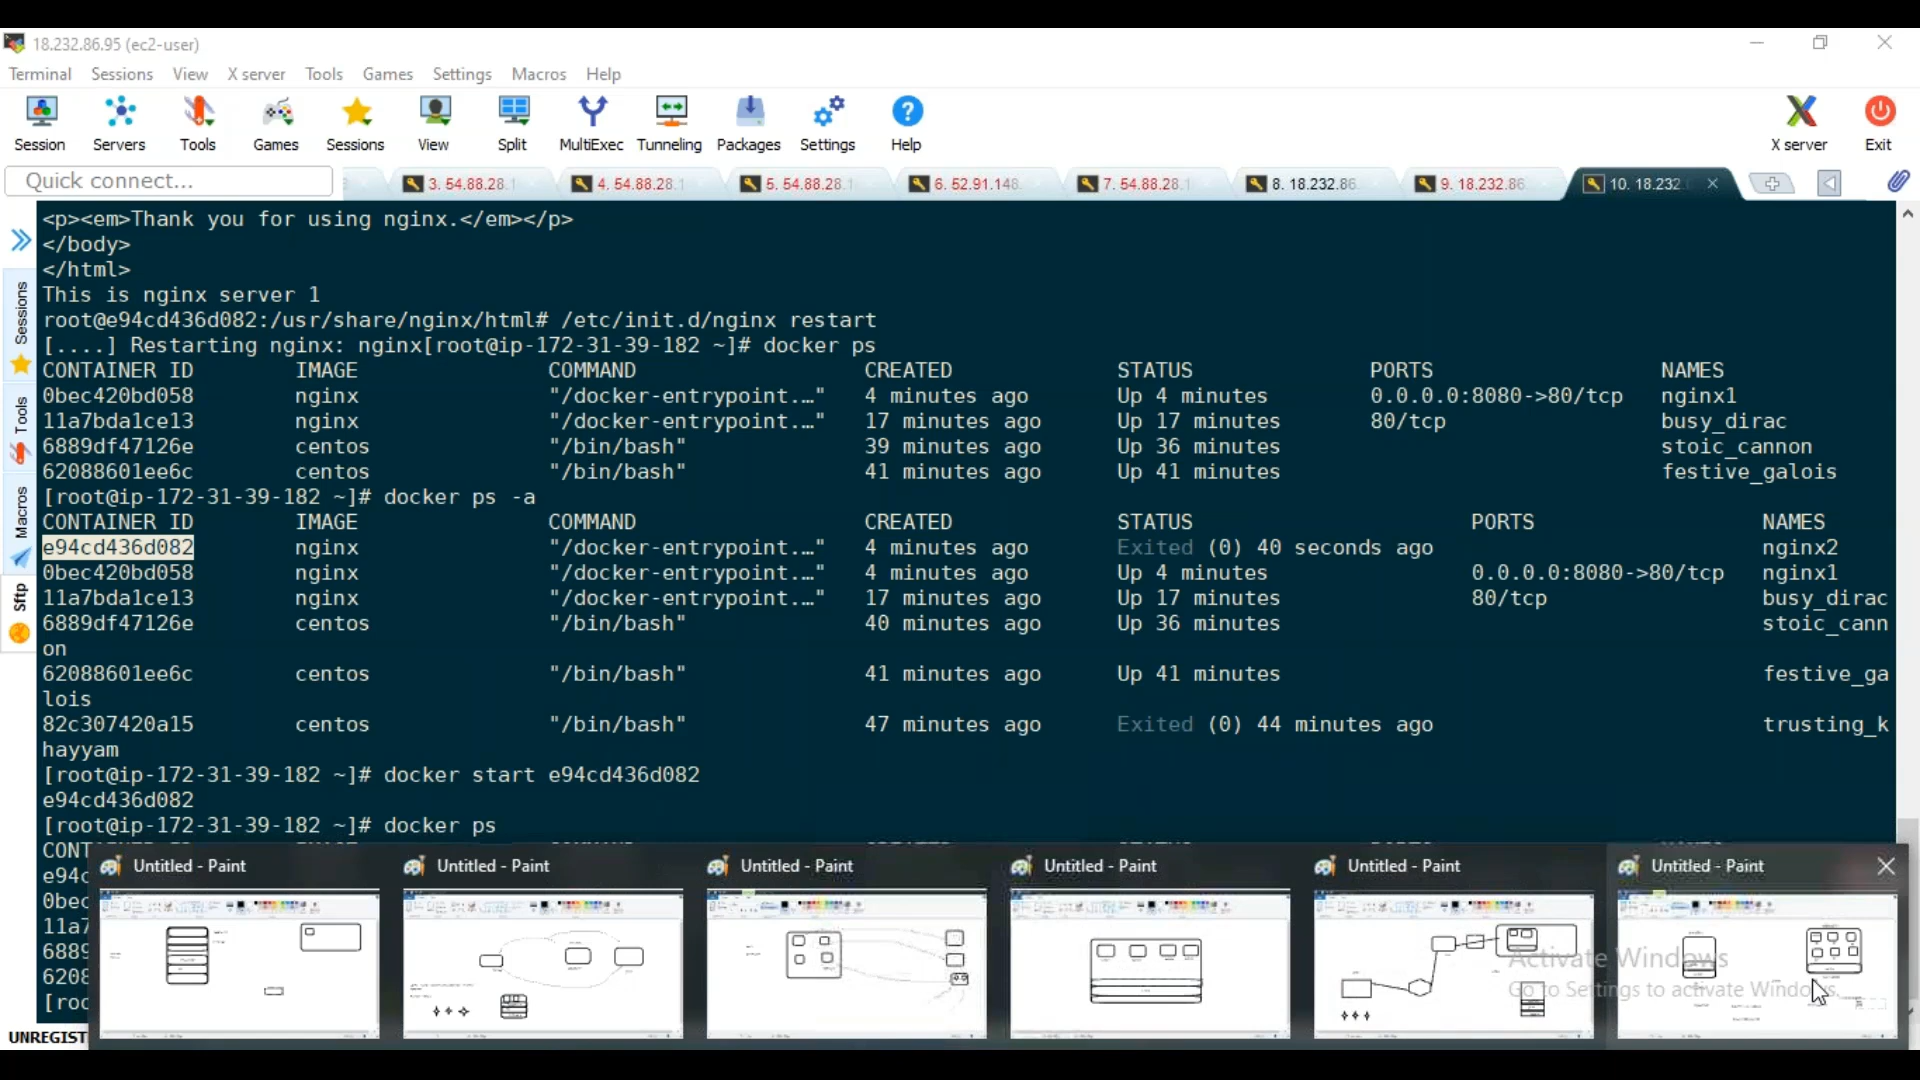 18.232.86.95 (ec2-user)
Terminal Sessions View X server Tools Games Settings Macros Help
Session Servers Tools Games Sessions View Split MultiExec Tunneling Packages Settings Help X server Exit
Quick connect...
3. 54.88.28.1 4. 54.88.28.1 5. 54.88.28.1 6. 52.91.148. 7. 54.88.28.1 8. 18.232.86. 9. 18.232.86. 10. 18.232.
Sessions
Tools
Macros
Sftp
<p><em>Thank you for using nginx.</em></p>
</body>
</html>
This is nginx server 1
root@e94cd436d082:/usr/share/nginx/html# /etc/init.d/nginx restart
[....] Restarting nginx: nginx[root@ip-172-31-39-182 ~]# docker ps
CONTAINER ID IMAGE COMMAND CREATED STATUS PORTS NAMES
0bec420bd058 nginx "/docker-entrypoint.…" 4 minutes ago Up 4 minutes 0.0.0.0:8080->80/tcp nginx1
11a7bda1ce13 nginx "/docker-entrypoint.…" 17 minutes ago Up 17 minutes 80/tcp busy_dirac
6889df47126e centos "/bin/bash" 39 minutes ago Up 36 minutes stoic_cannon
62088601ee6c centos "/bin/bash" 41 minutes ago Up 41 minutes festive_galois
[root@ip-172-31-39-182 ~]# docker ps -a
CONTAINER ID IMAGE COMMAND CREATED STATUS PORTS NAMES
e94cd436d082 nginx "/docker-entrypoint.…" 4 minutes ago Exited (0) 40 seconds ago nginx2
0bec420bd058 nginx "/docker-entrypoint.…" 4 minutes ago Up 4 minutes 0.0.0.0:8080->80/tcp nginx1
11a7bda1ce13 nginx "/docker-entrypoint.…" 17 minutes ago Up 17 minutes 80/tcp busy_dirac
6889df47126e centos "/bin/bash" 40 minutes ago Up 36 minutes stoic_cann
on
62088601ee6c centos "/bin/bash" 41 minutes ago Up 41 minutes festive_ga
lois
82c307420a15 centos "/bin/bash" 47 minutes ago Exited (0) 44 minutes ago trusting_k
hayyam
[root@ip-172-31-39-182 ~]# docker start e94cd436d082
e94cd436d082
[root@ip-172-31-39-182 ~]# docker ps
CONT
e94c
0bec
11a7
6889
6208
[roo
Untitled - Paint Untitled - Paint Untitled - Paint Untitled - Paint Untitled - Paint Untitled - Paint
Activate Windows
Go to Settings to activate Windows.
UNREGIST